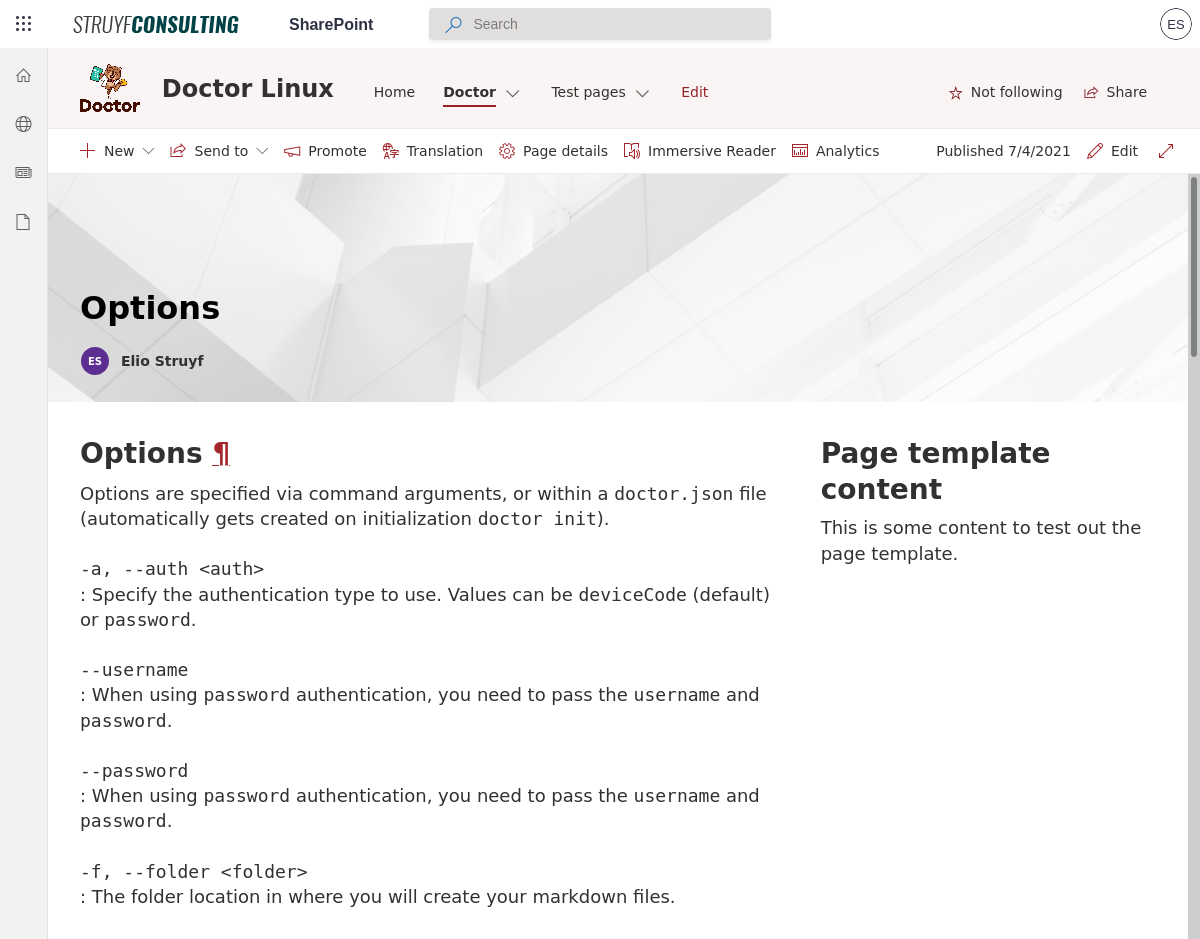 STRUYFCONSULTING SharePoint Search ES
Doctor Doctor Linux Home Doctor Test pages Edit Not following Share
New Send to Promote Translation Page details Immersive Reader Analytics Published 7/4/2021 Edit
Options
ES Elio Struyf
Options ¶
Options are specified via command arguments, or within a doctor.json file
(automatically gets created on initialization doctor init).
-a, --auth <auth>
: Specify the authentication type to use. Values can be deviceCode (default)
or password.
--username
: When using password authentication, you need to pass the username and
password.
--password
: When using password authentication, you need to pass the username and
password.
-f, --folder <folder>
: The folder location in where you will create your markdown files.
Page template
content
This is some content to test out the
page template.